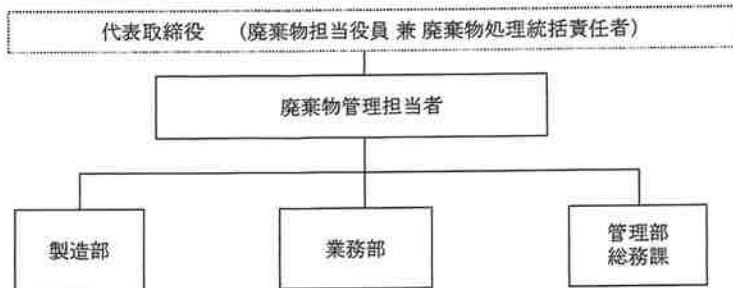 代表取締役 (廃棄物担当役員 兼 廃棄物処理統括責任者)
廃棄物管理担当者
製造部
業務部
管理部
総務課